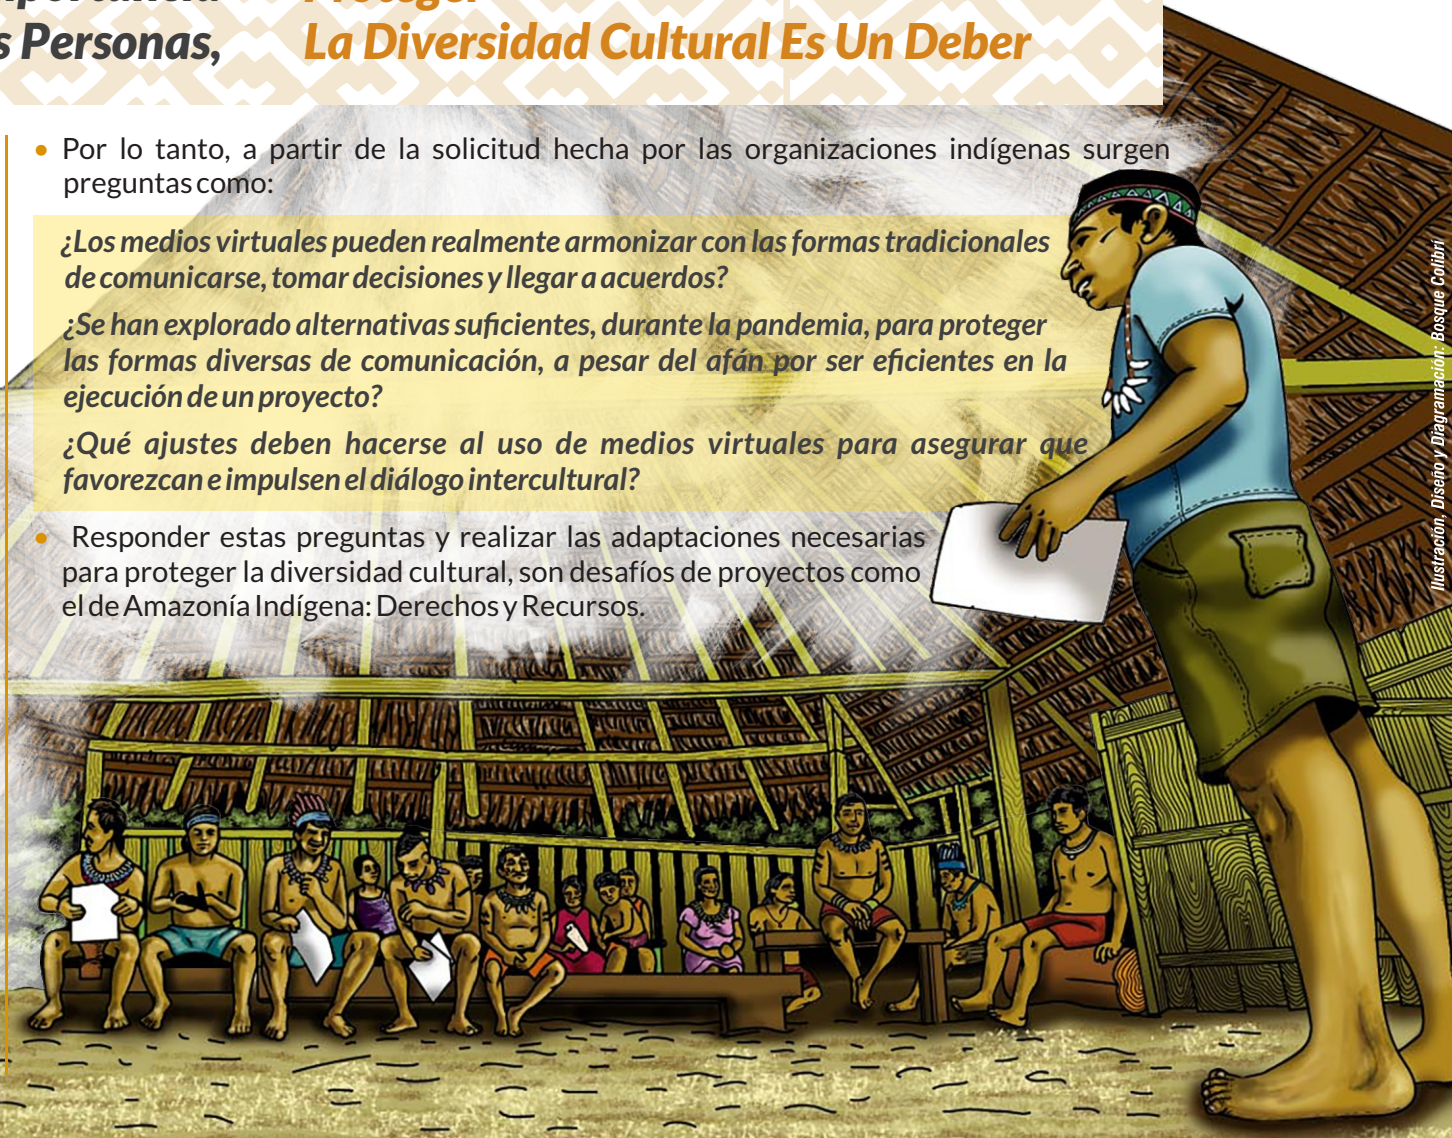 s Personas,
Proteger
La Diversidad Cultural Es Un Deber
• Por lo tanto, a partir de la solicitud hecha por las organizaciones indígenas surgen
preguntas como:
¿Los medios virtuales pueden realmente armonizar con las formas tradicionales
de comunicarse, tomar decisiones y llegar a acuerdos?
¿Se han explorado alternativas suficientes, durante la pandemia, para proteger
las formas diversas de comunicación, a pesar del afán por ser eficientes en la
ejecución de un proyecto?
¿Qué ajustes deben hacerse al uso de medios virtuales para asegurar que
favorezcan e impulsen el diálogo intercultural?
• Responder estas preguntas y realizar las adaptaciones necesarias
para proteger la diversidad cultural, son desafíos de proyectos como
el de Amazonía Indígena: Derechos y Recursos.
Ilustración, Diseño y Diagramación: Bosque Colibrí